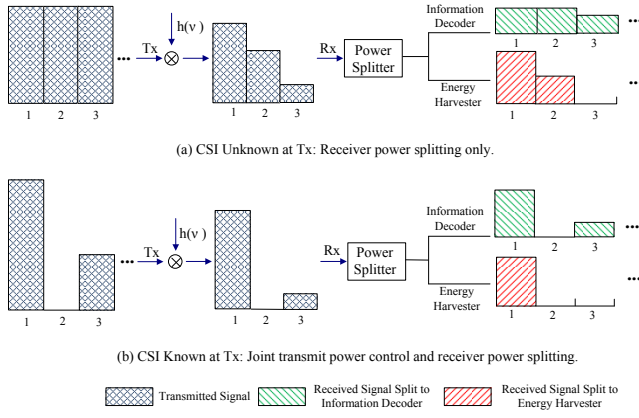 h(ν )
Information
Decoder
Tx
Rx
Power
Splitter
Energy
Harvester
1 2 3
1 2 3
1 2 3
1 2 3
(a) CSI Unknown at Tx: Receiver power splitting only.
h(ν )
Information
Decoder
Tx
Rx
Power
Splitter
Energy
Harvester
1 2 3
1 2 3
1 2 3
1 2 3
(b) CSI Known at Tx: Joint transmit power control and receiver power splitting.
Transmitted Signal
Received Signal Split to
Information Decoder
Received Signal Split to
Energy Harvester